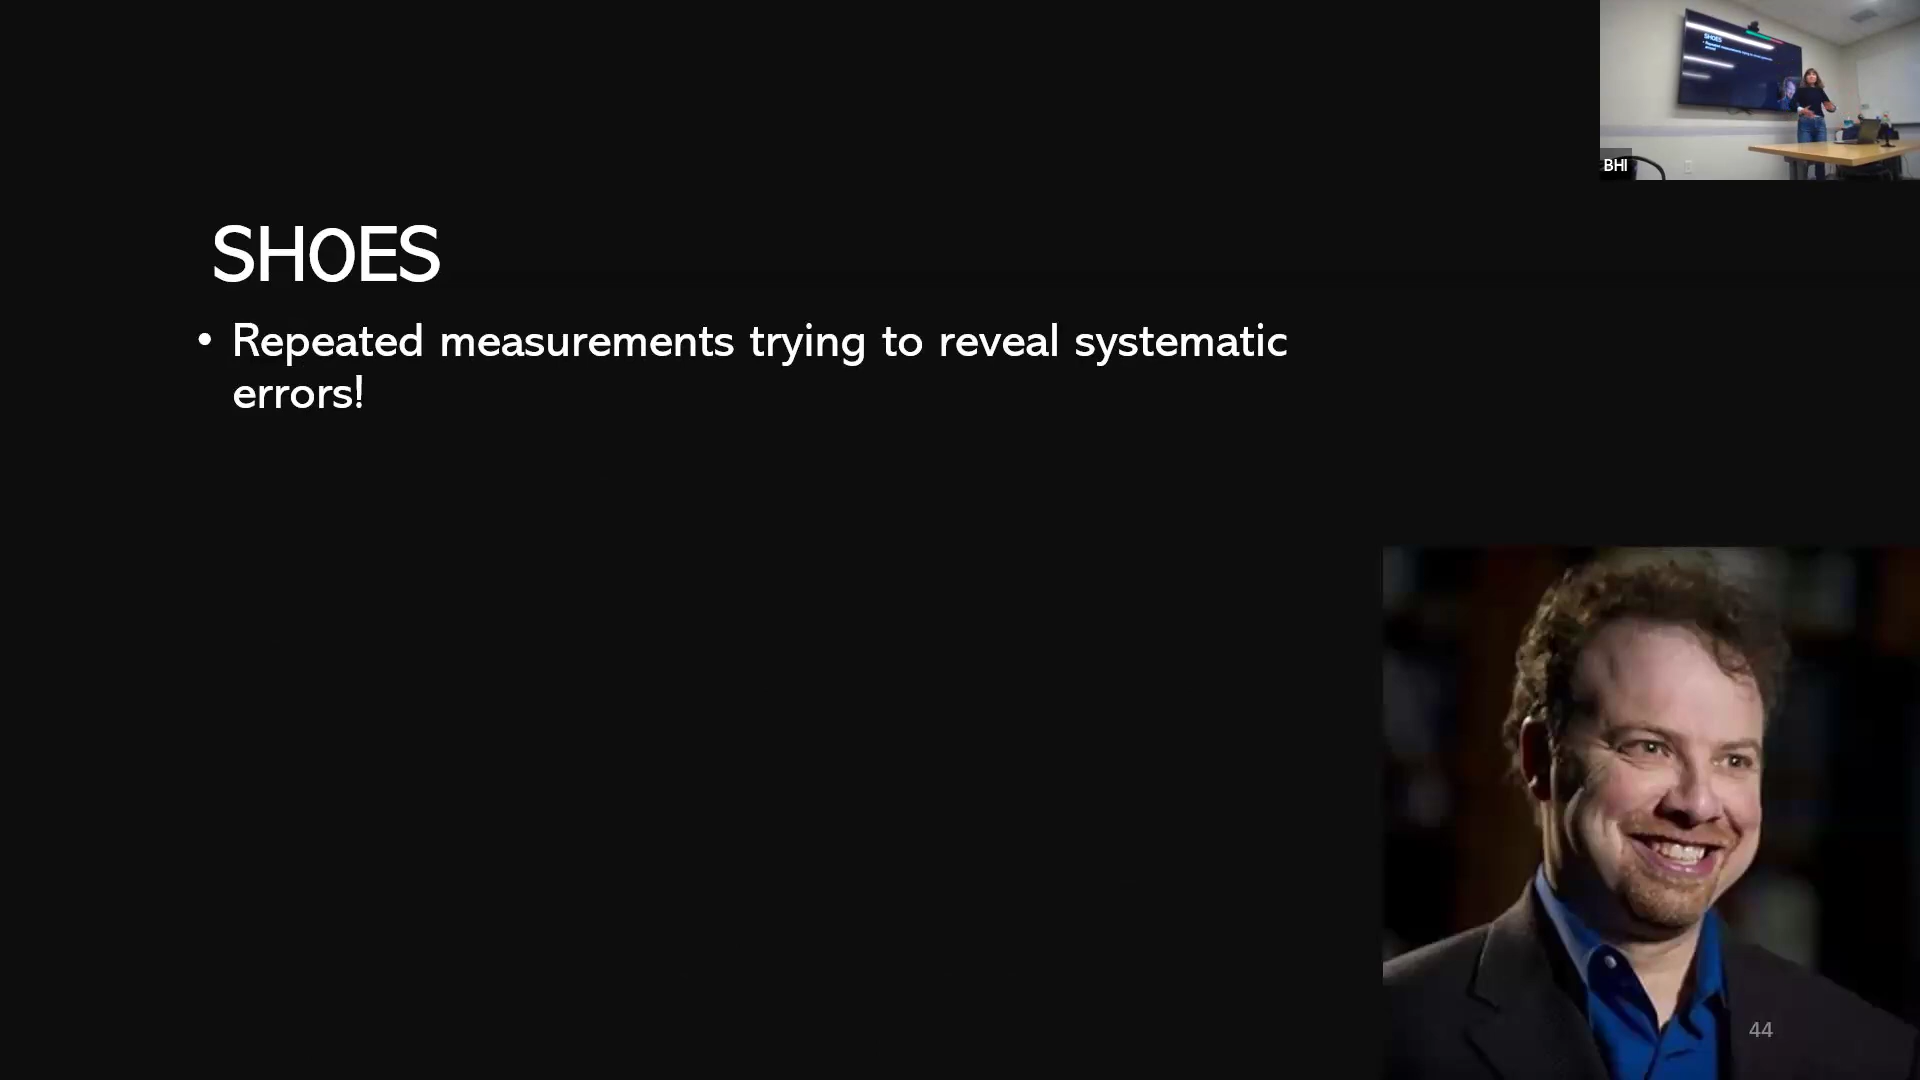 BHI
SHOES
• Repeated measurements trying to reveal systematic
errors!
44